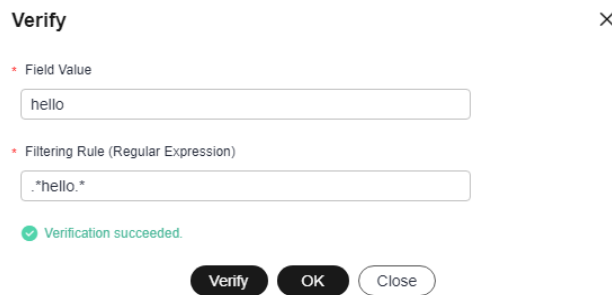 Verify
* Field Value
hello
* Filtering Rule (Regular Expression)
.*hello.*
Verification succeeded.
Verify OK Close